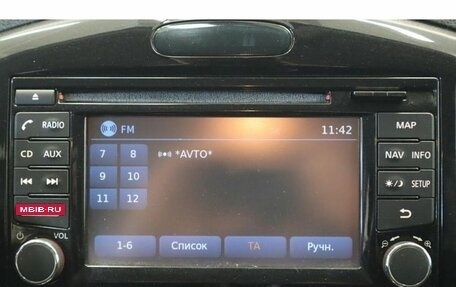 RADIO
FM
11:42
MAP
CD AUX
7 8
*AVTO*
NAV INFO
9 10
SETUP
MBIB-RU
11 12
VOL
1-6 Список TA Ручн.